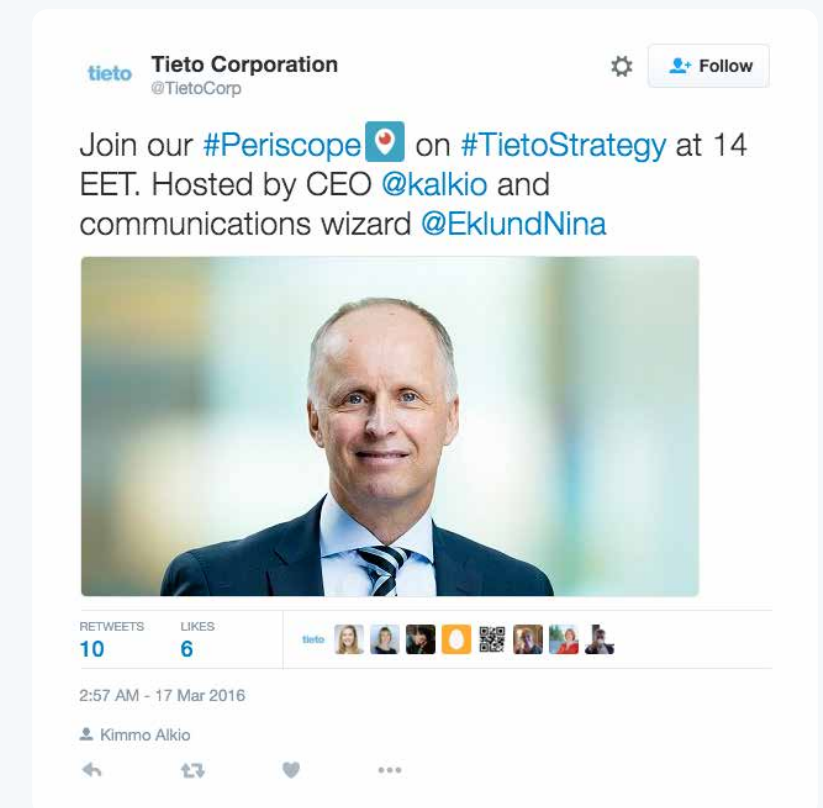 tieto
Tieto Corporation
@TietoCorp
Follow
Join our #Periscope on #TietoStrategy at 14
EET. Hosted by CEO @kalkio and
communications wizard @EklundNina
RETWEETS LIKES
10 6
tieto
2:57 AM - 17 Mar 2016
Kimmo Alkio